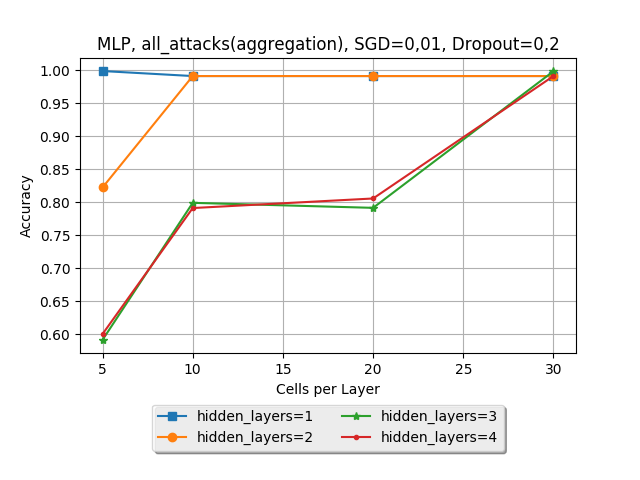 MLP, all_attacks(aggregation), SGD=0,01, Dropout=0,2
1.00
0.95
0.90
0.85
0.80
0.75
0.70
0.65
0.60
Accuracy
5 10 15 20 25 30
Cells per Layer
hidden_layers=1 hidden_layers=3
hidden_layers=2 hidden_layers=4